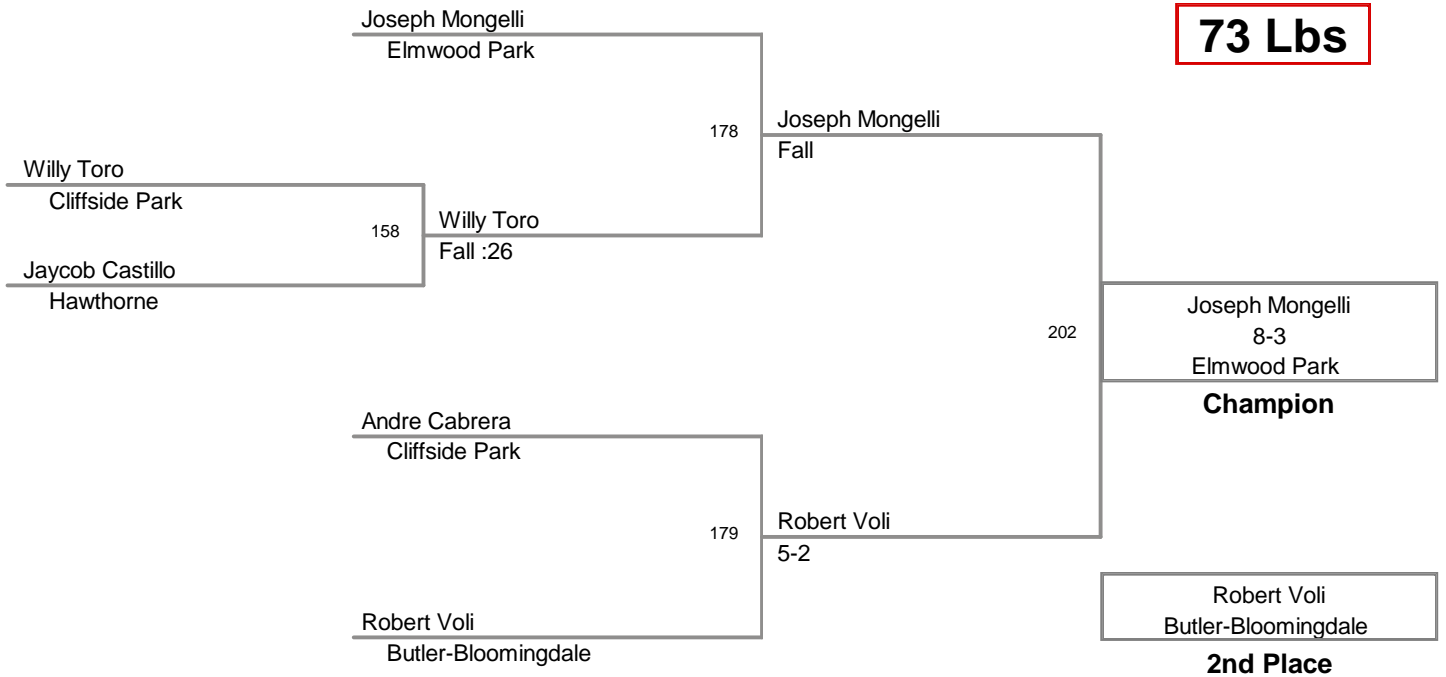 Joseph Mongelli
Elmwood Park
73 Lbs
178
Joseph Mongelli
Fall
Willy Toro
Cliffside Park
158
Willy Toro
Fall :26
Jaycob Castillo
Hawthorne
202
Joseph Mongelli
8-3
Elmwood Park
Champion
Andre Cabrera
Cliffside Park
179
Robert Voli
5-2
Robert Voli
Butler-Bloomingdale
Robert Voli
Butler-Bloomingdale
2nd Place